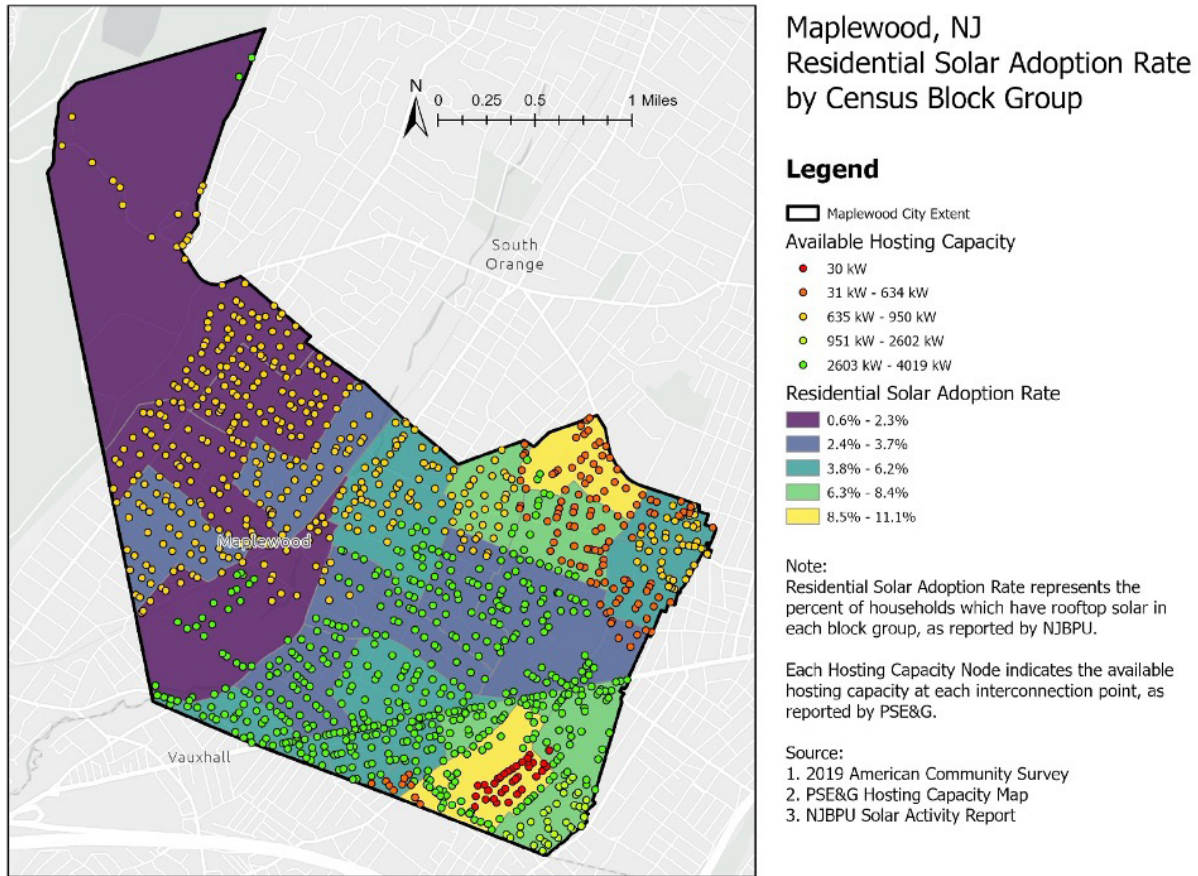 Maplewood, NJ
Residential Solar Adoption Rate
by Census Block Group
N
0 0.25 0.5 1 Miles
South
Orange
Maplewood
Vauxhall
Legend
Maplewood City Extent
Available Hosting Capacity
30 kW
31 kW - 634 kW
635 kW - 950 kW
951 kW - 2602 kW
2603 kW - 4019 kW
Residential Solar Adoption Rate
0.6% - 2.3%
2.4% - 3.7%
3.8% - 6.2%
6.3% - 8.4%
8.5% - 11.1%
Note:
Residential Solar Adoption Rate represents the
percent of households which have rooftop solar in
each block group, as reported by NJBPU.
Each Hosting Capacity Node indicates the available
hosting capacity at each interconnection point, as
reported by PSE&G.
Source:
1. 2019 American Community Survey
2. PSE&G Hosting Capacity Map
3. NJBPU Solar Activity Report